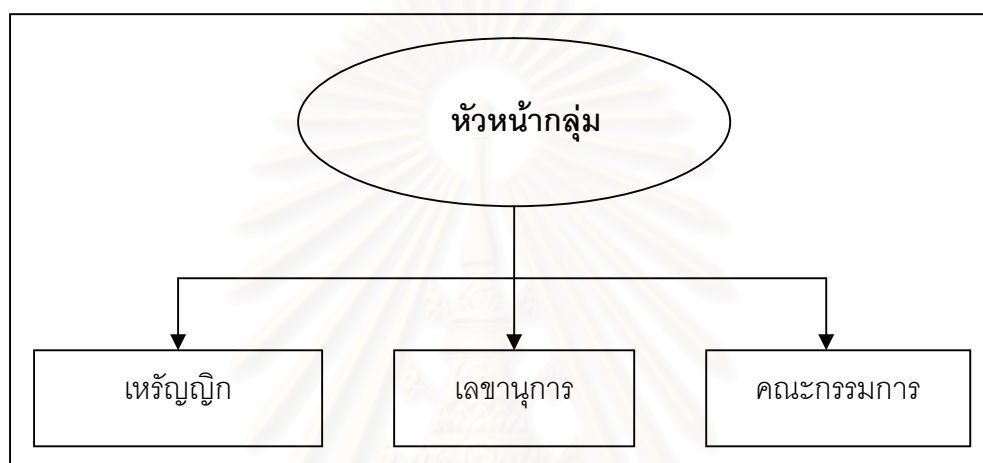 หัวหน้ากลุ่ม
เหรัญญิก
เลขานุการ
คณะกรรมการ